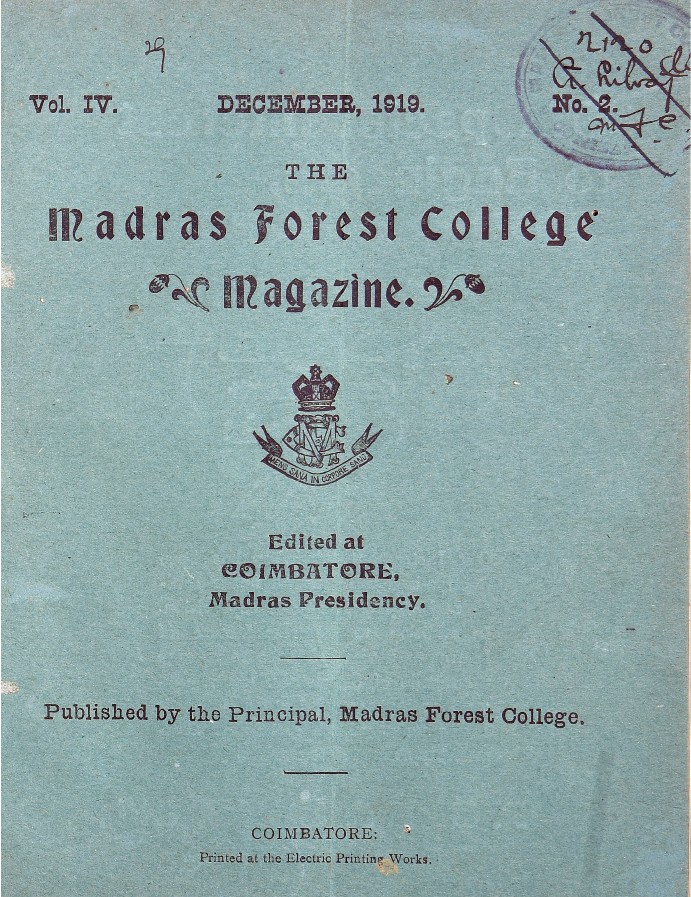 29
Vol. IV. DECEMBER, 1919. No. 2.
THE
Madras Forest College
Magazine.
MENS SANA IN CORPORE SANO
Edited at
COIMBATORE,
Madras Presidency.
Published by the Principal, Madras Forest College.
COIMBATORE:
Printed at the Electric Printing Works.